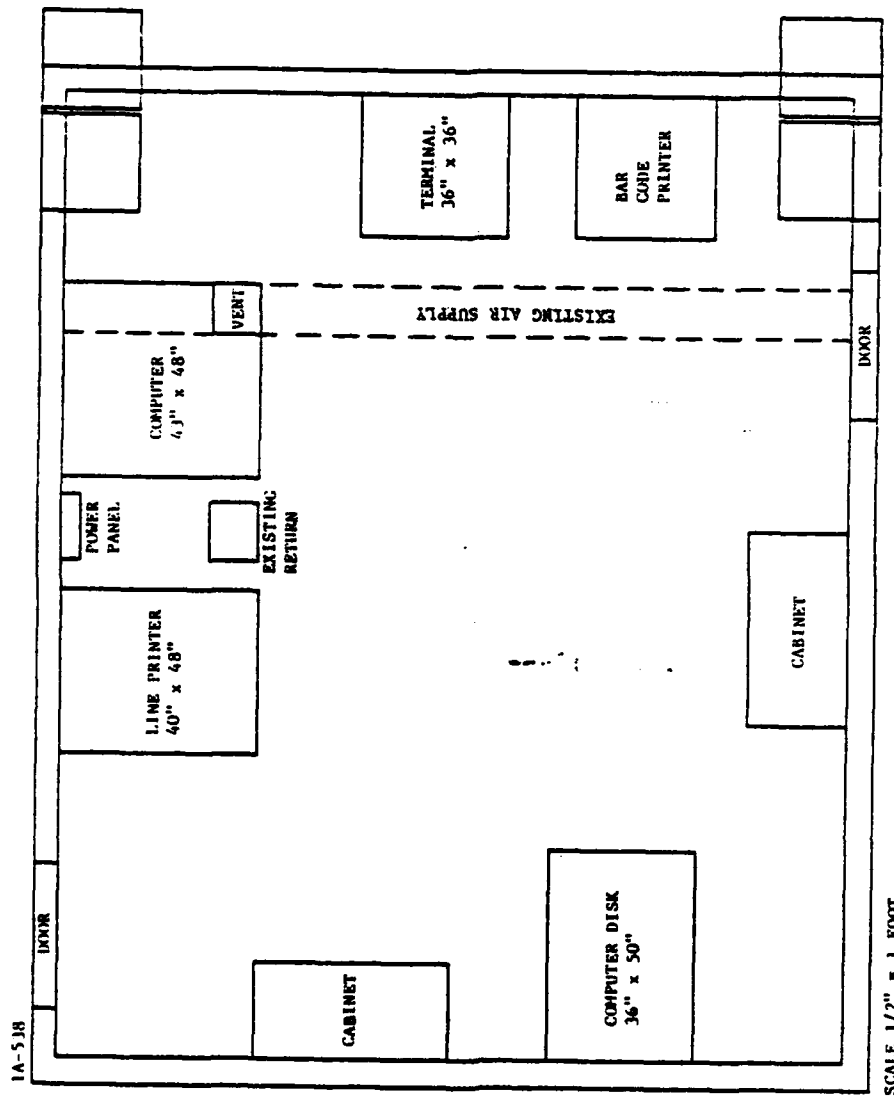 1A-538
DOOR
POWER
PANEL
LINE PRINTER
40" x 48"
COMPUTER
43" x 48"
VENT
EXISTING
RETURN
CABINET
TERMINAL
36" x 36"
EXISTING AIR SUPPLY
COMPUTER DISK
36" x 50"
BAR
CODE
PRINTER
CABINET
DOOR
SCALE 1/2" = 1 FOOT